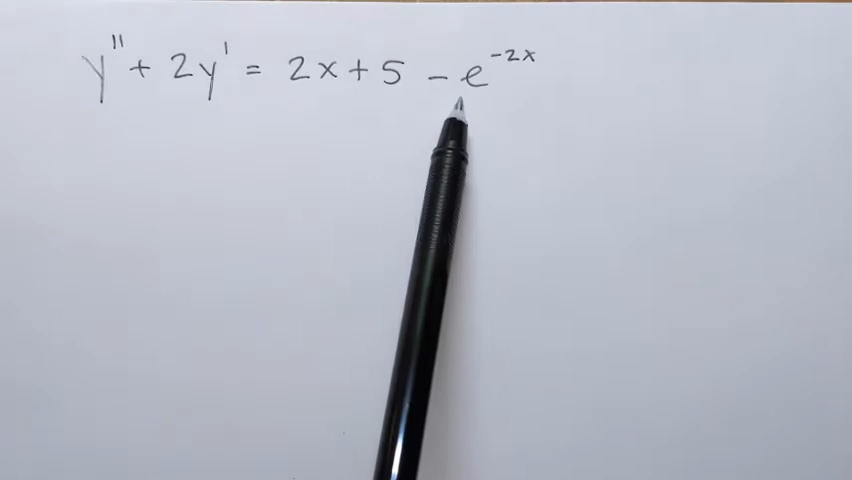 y'' + 2y' = 2x + 5 - e^{-2x}